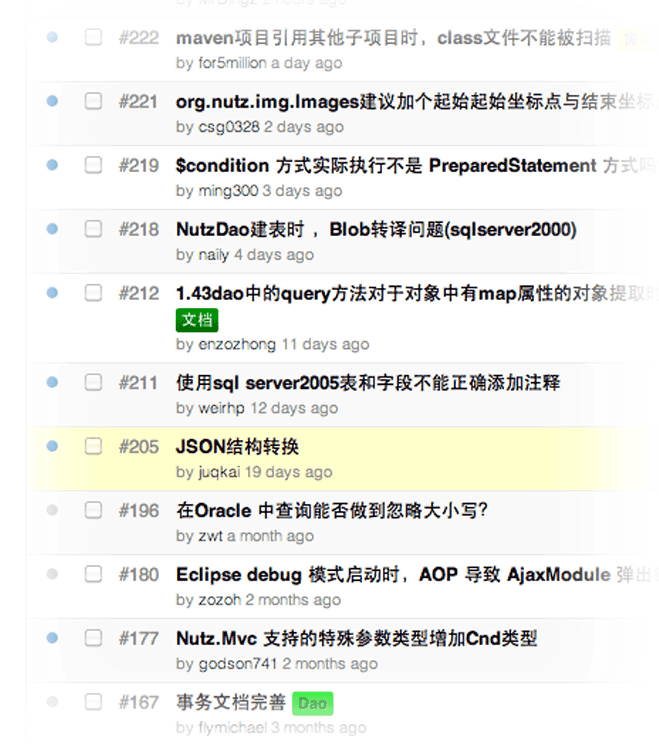 #222 maven项目引用其他子项目时，class文件不能被扫描
by for5million a day ago
#221 org.nutz.img.Images建议加个起始起始坐标点与结束坐标
by csg0328 2 days ago
#219 $condition 方式实际执行不是 PreparedStatement 方式吗
by ming300 3 days ago
#218 NutzDao建表时 ，Blob转译问题(sqlserver2000)
by naily 4 days ago
#212 1.43dao中的query方法对于对象中有map属性的对象提取时
文档
by enzozhong 11 days ago
#211 使用sql server2005表和字段不能正确添加注释
by weirhp 12 days ago
#205 JSON结构转换
by juqkai 19 days ago
#196 在Oracle 中查询能否做到忽略大小写？
by zwt a month ago
#180 Eclipse debug 模式启动时，AOP 导致 AjaxModule 弹出
by zozoh 2 months ago
#177 Nutz.Mvc 支持的特殊参数类型增加Cnd类型
by godson741 2 months ago
#167 事务文档完善 Dao
by fiymichael 3 months ago